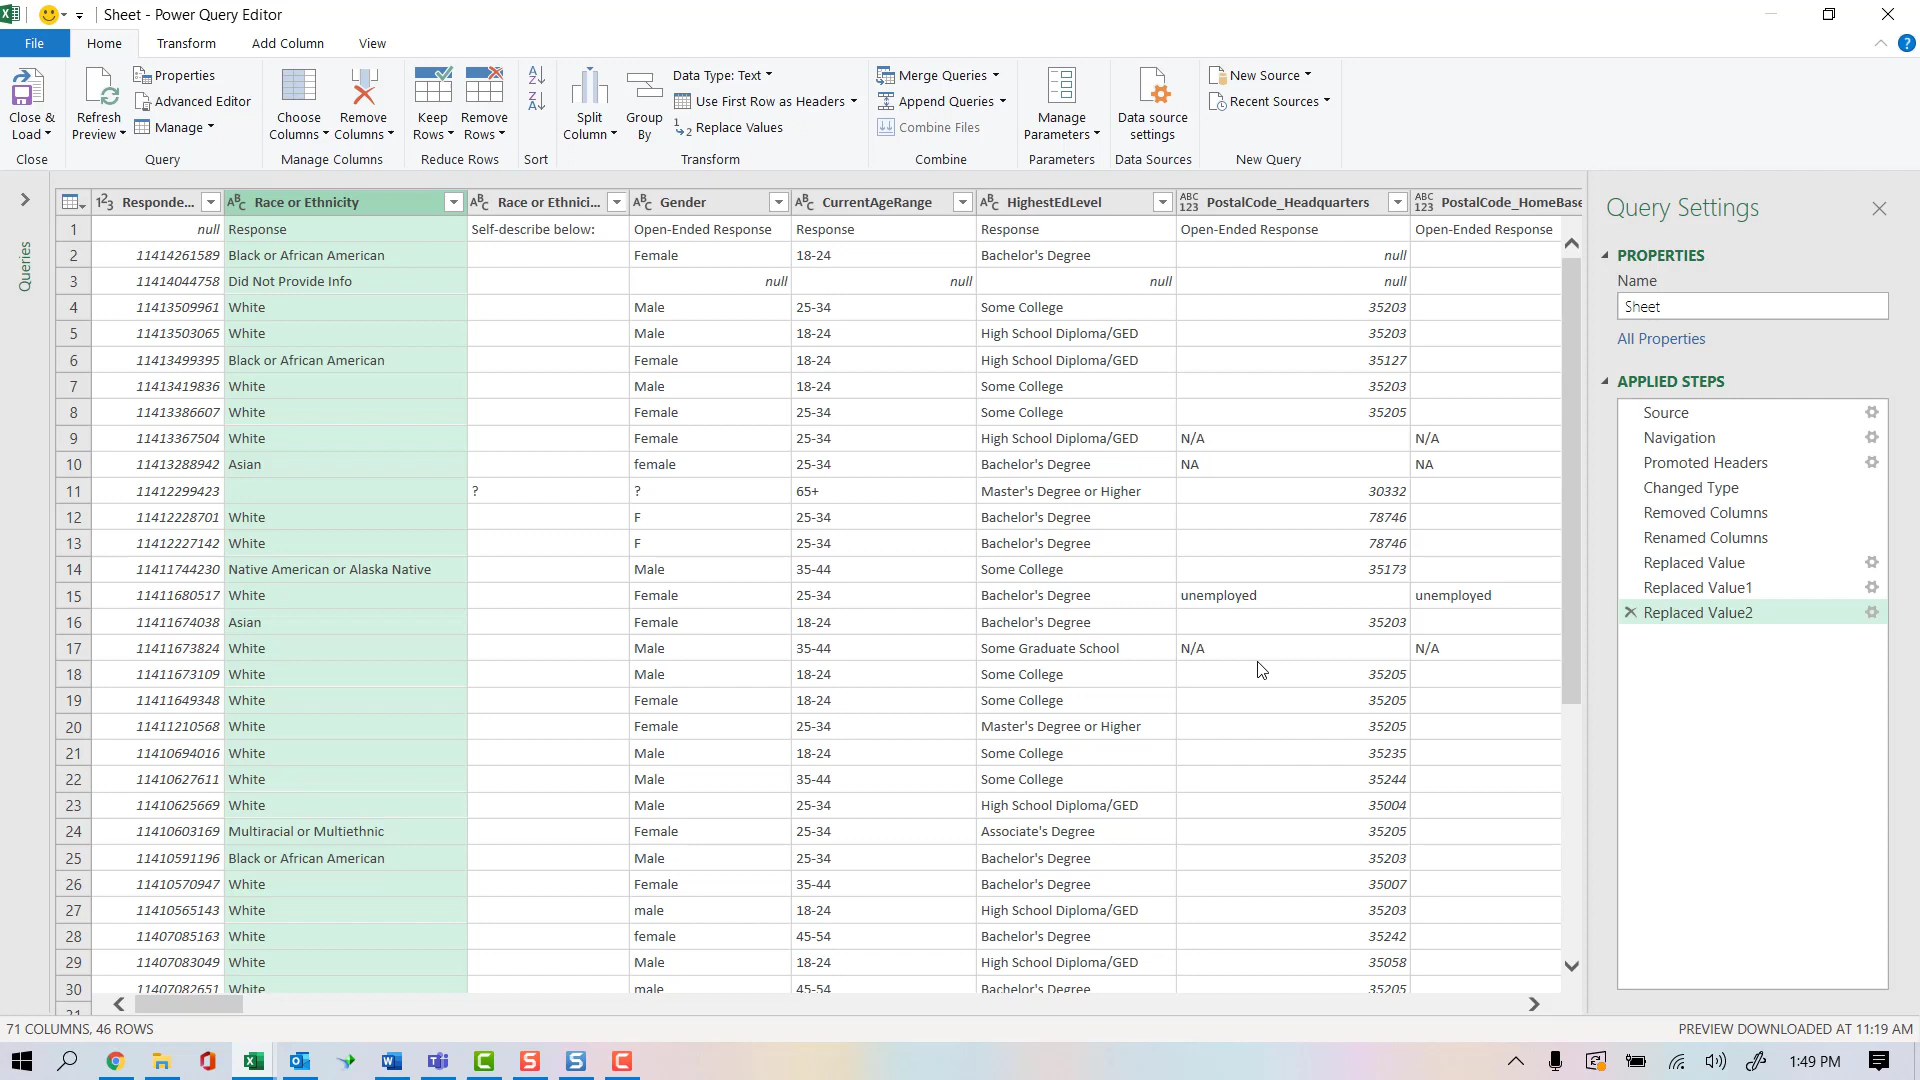 Sheet - Power Query Editor
File Home Transform Add Column View
Close & Load
Refresh Preview
Properties
Advanced Editor
Manage
Choose Columns
Remove Columns
Keep Rows
Remove Rows
Split Column
Group By
Data Type: Text
Use First Row as Headers
Replace Values
Merge Queries
Append Queries
Combine Files
Manage Parameters
Data source settings
New Source
Recent Sources
Close Query Manage Columns Reduce Rows Sort Transform Combine Parameters Data Sources New Query
Queries
Responde... Race or Ethnicity Race or Ethnici... Gender CurrentAgeRange HighestEdLevel PostalCode_Headquarters PostalCode_HomeBase
1 null Response Self-describe below: Open-Ended Response Response Response Open-Ended Response Open-Ended Response
2 11414261589 Black or African American Female 18-24 Bachelor's Degree null
3 11414044758 Did Not Provide Info null null null null
4 11413509961 White Male 25-34 Some College 35203
5 11413503065 White Male 18-24 High School Diploma/GED 35203
6 11413499395 Black or African American Female 18-24 High School Diploma/GED 35127
7 11413419836 White Male 18-24 Some College 35203
8 11413386607 White Female 25-34 Some College 35205
9 11413367504 White Female 25-34 High School Diploma/GED N/A N/A
10 11413288942 Asian female 25-34 Bachelor's Degree NA NA
11 11412299423 ? ? 65+ Master's Degree or Higher 30332
12 11412228701 White F 25-34 Bachelor's Degree 78746
13 11412227142 White F 25-34 Bachelor's Degree 78746
14 11411744230 Native American or Alaska Native Male 35-44 Some College 35173
15 11411680517 White Female 25-34 Bachelor's Degree unemployed unemployed
16 11411674038 Asian Female 18-24 Bachelor's Degree 35203
17 11411673824 White Male 35-44 Some Graduate School N/A N/A
18 11411673109 White Male 18-24 Some College 35205
19 11411649348 White Female 18-24 Some College 35205
20 11411210568 White Female 25-34 Master's Degree or Higher 35205
21 11410694016 White Male 18-24 Some College 35235
22 11410627611 White Male 35-44 Some College 35244
23 11410625669 White Male 25-34 High School Diploma/GED 35004
24 11410603169 Multiracial or Multiethnic Female 25-34 Associate's Degree 35205
25 11410591196 Black or African American Male 25-34 Bachelor's Degree 35203
26 11410570947 White Female 35-44 Bachelor's Degree 35007
27 11410565143 White male 18-24 High School Diploma/GED 35203
28 11407085163 White female 45-54 Bachelor's Degree 35242
29 11407083049 White Male 18-24 High School Diploma/GED 35058
30 11407082651 White male 45-54 Bachelor's Degree 35205
Query Settings
PROPERTIES
Name
Sheet
All Properties
APPLIED STEPS
Source
Navigation
Promoted Headers
Changed Type
Removed Columns
Renamed Columns
Replaced Value
Replaced Value1
Replaced Value2
71 COLUMNS, 46 ROWS PREVIEW DOWNLOADED AT 11:19 AM
1:49 PM